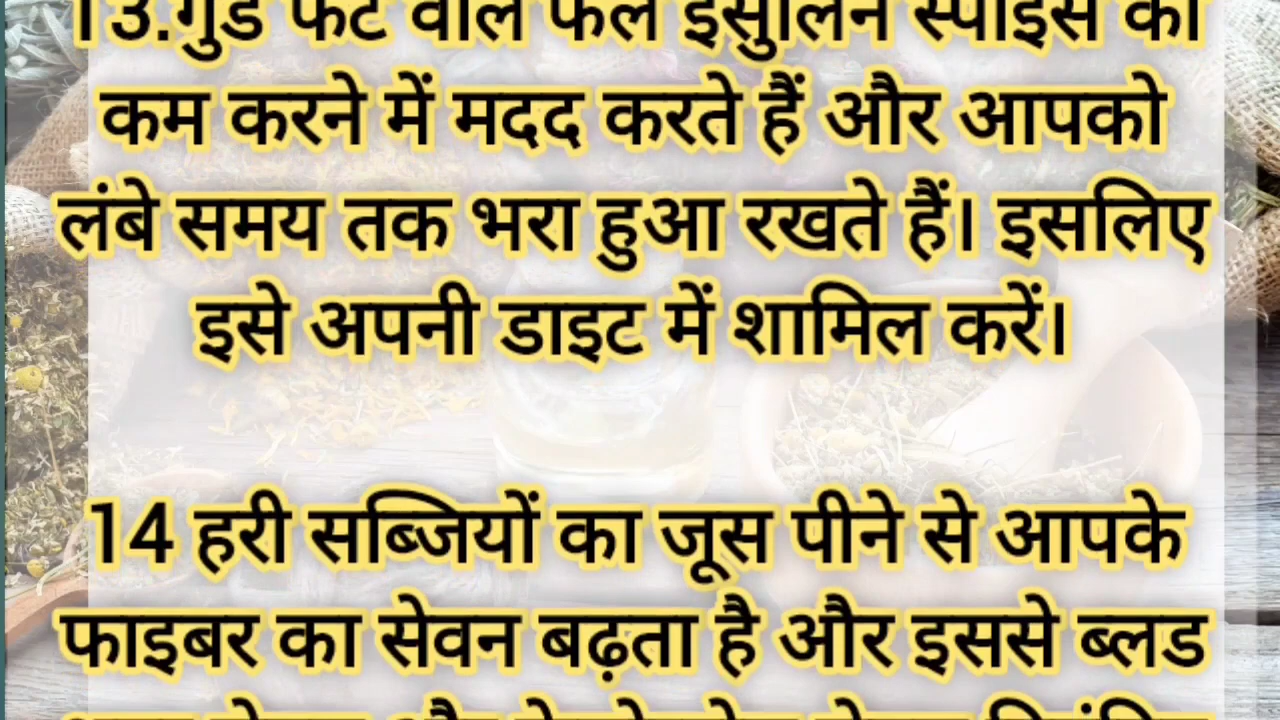 13.गुड फैट वाले फल इंसुलिन स्पाइस को
कम करने में मदद करते हैं और आपको
लंबे समय तक भरा हुआ रखते हैं। इसलिए
इसे अपनी डाइट में शामिल करें।
14 हरी सब्जियों का जूस पीने से आपके
फाइबर का सेवन बढ़ता है और इससे ब्लड